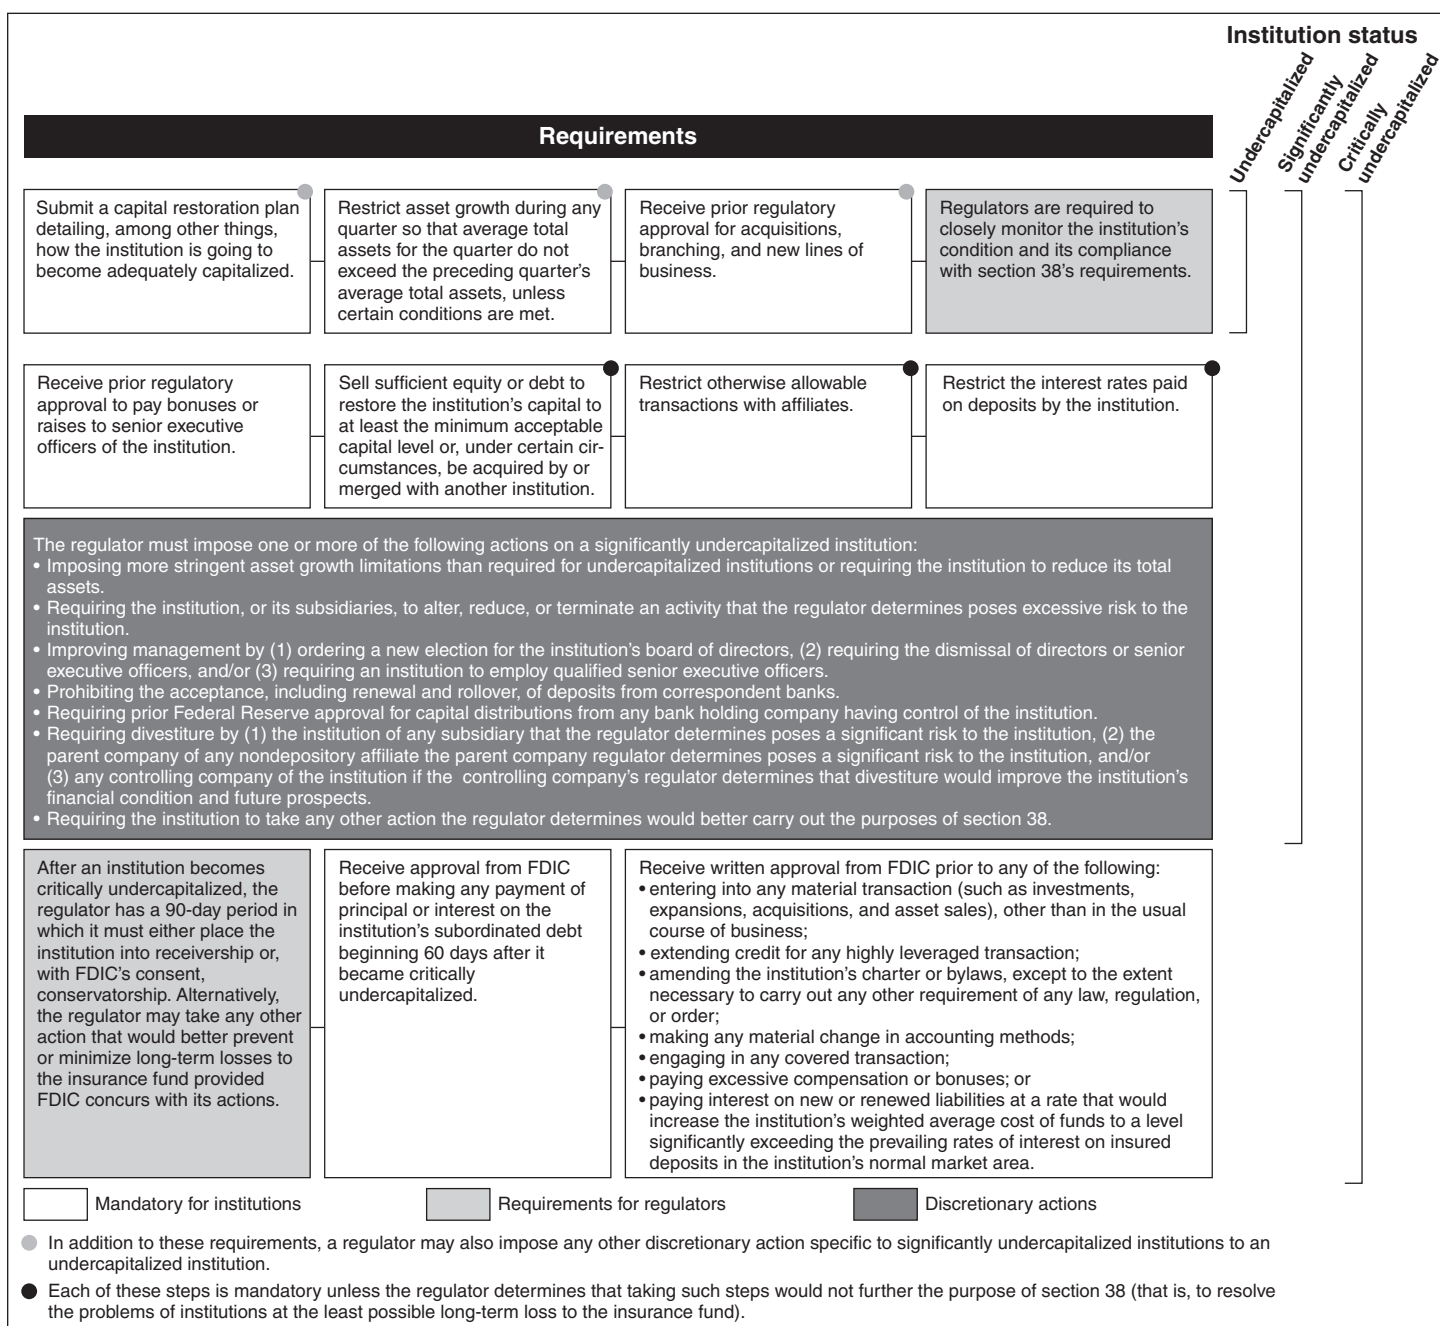 Institution status
Undercapitalized
Significantly
undercapitalized
Critically
undercapitalized
Requirements
Submit a capital restoration plan
detailing, among other things,
how the institution is going to
become adequately capitalized.
Restrict asset growth during any
quarter so that average total
assets for the quarter do not
exceed the preceding quarter's
average total assets, unless
certain conditions are met.
Receive prior regulatory
approval for acquisitions,
branching, and new lines of
business.
Regulators are required to
closely monitor the institution's
condition and its compliance
with section 38's requirements.
Receive prior regulatory
approval to pay bonuses or
raises to senior executive
officers of the institution.
Sell sufficient equity or debt to
restore the institution's capital to
at least the minimum acceptable
capital level or, under certain cir-
cumstances, be acquired by or
merged with another institution.
Restrict otherwise allowable
transactions with affiliates.
Restrict the interest rates paid
on deposits by the institution.
The regulator must impose one or more of the following actions on a significantly undercapitalized institution:
• Imposing more stringent asset growth limitations than required for undercapitalized institutions or requiring the institution to reduce its total
assets.
• Requiring the institution, or its subsidiaries, to alter, reduce, or terminate an activity that the regulator determines poses excessive risk to the
institution.
• Improving management by (1) ordering a new election for the institution's board of directors, (2) requiring the dismissal of directors or senior
executive officers, and/or (3) requiring an institution to employ qualified senior executive officers.
• Prohibiting the acceptance, including renewal and rollover, of deposits from correspondent banks.
• Requiring prior Federal Reserve approval for capital distributions from any bank holding company having control of the institution.
• Requiring divestiture by (1) the institution of any subsidiary that the regulator determines poses a significant risk to the institution, (2) the
parent company of any nondepository affiliate the parent company regulator determines poses a significant risk to the institution, and/or
(3) any controlling company of the institution if the controlling company's regulator determines that divestiture would improve the institution's
financial condition and future prospects.
• Requiring the institution to take any other action the regulator determines would better carry out the purposes of section 38.
After an institution becomes
critically undercapitalized, the
regulator has a 90-day period in
which it must either place the
institution into receivership or,
with FDIC's consent,
conservatorship. Alternatively,
the regulator may take any other
action that would better prevent
or minimize long-term losses to
the insurance fund provided
FDIC concurs with its actions.
Receive approval from FDIC
before making any payment of
principal or interest on the
institution's subordinated debt
beginning 60 days after it
became critically
undercapitalized.
Receive written approval from FDIC prior to any of the following:
• entering into any material transaction (such as investments,
expansions, acquisitions, and asset sales), other than in the usual
course of business;
• extending credit for any highly leveraged transaction;
• amending the institution's charter or bylaws, except to the extent
necessary to carry out any other requirement of any law, regulation,
or order;
• making any material change in accounting methods;
• engaging in any covered transaction;
• paying excessive compensation or bonuses; or
• paying interest on new or renewed liabilities at a rate that would
increase the institution's weighted average cost of funds to a level
significantly exceeding the prevailing rates of interest on insured
deposits in the institution's normal market area.
Mandatory for institutions
Requirements for regulators
Discretionary actions
In addition to these requirements, a regulator may also impose any other discretionary action specific to significantly undercapitalized institutions to an
undercapitalized institution.
Each of these steps is mandatory unless the regulator determines that taking such steps would not further the purpose of section 38 (that is, to resolve
the problems of institutions at the least possible long-term loss to the insurance fund).